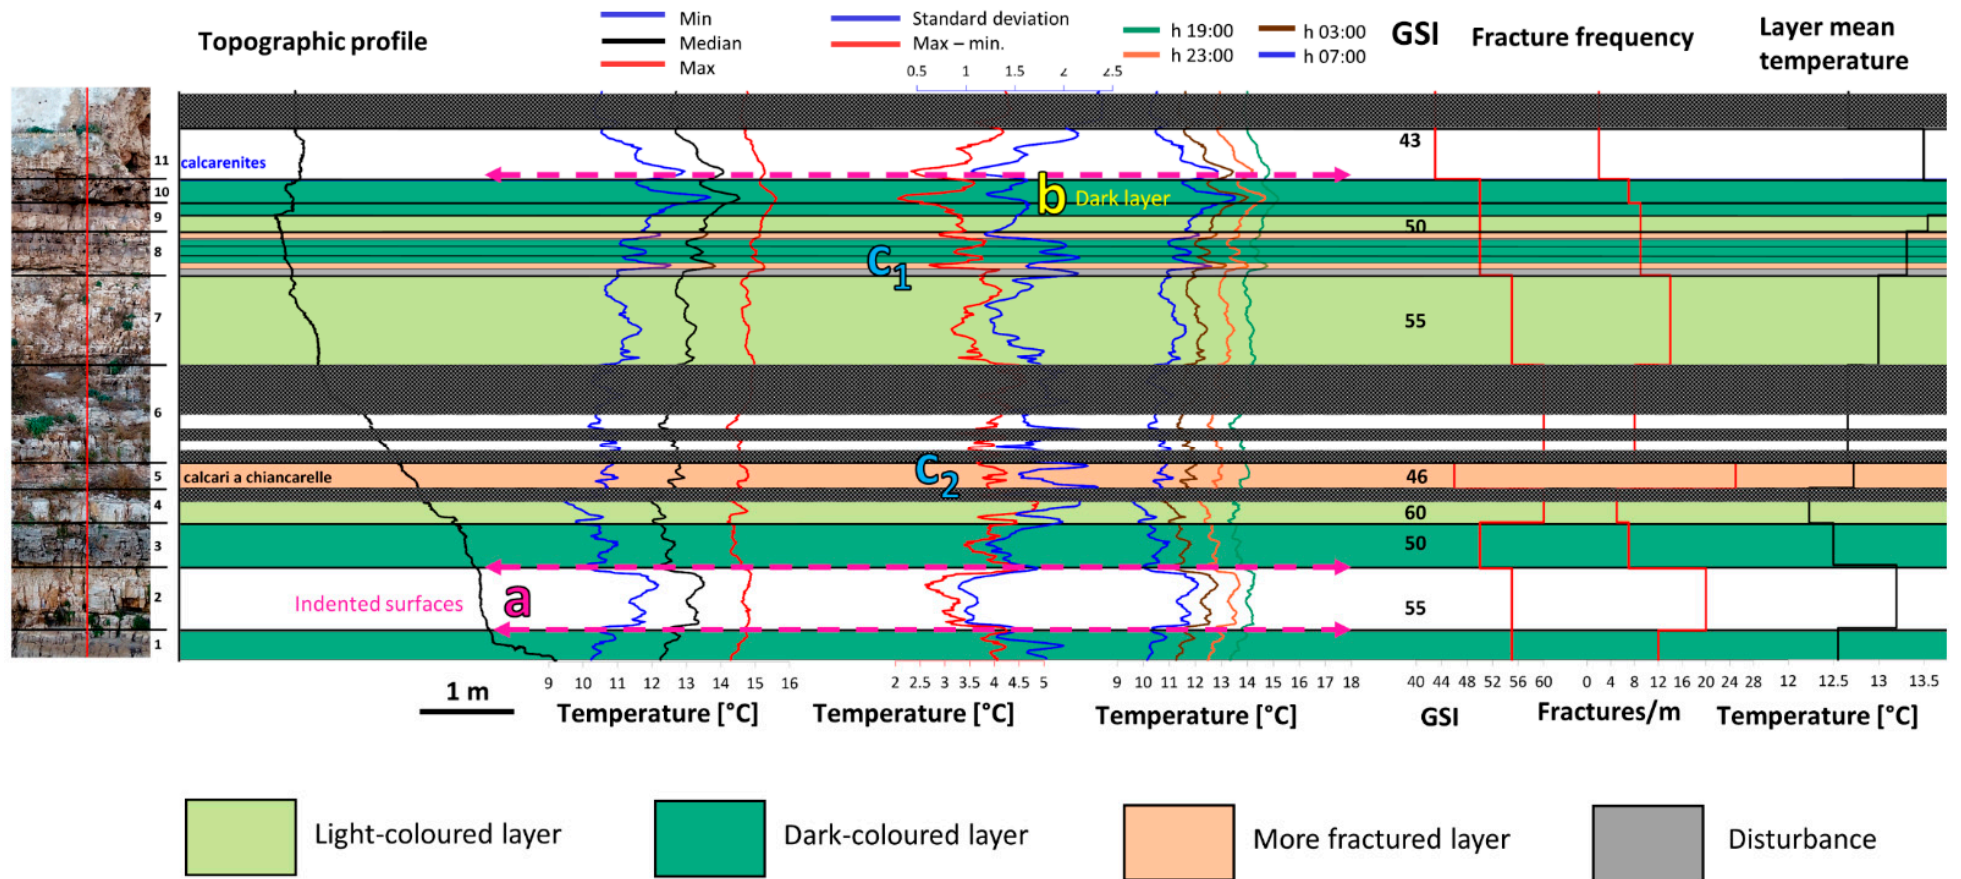 Topographic profile
Min
Median
Max
Standard deviation
Max – min.
0.5 1 1.5 2 2.5
h 19:00
h 23:00
h 03:00
h 07:00
GSI
Fracture frequency
Layer mean
temperature
11
calcarenites
43
10
b Dark layer
9
50
8
C1
7
55
6
5
calcari a chiancarelle
C2
46
4
60
3
50
2
Indented surfaces
a
55
1
1 m
9 10 11 12 13 14 15 16
2 2.5 3 3.5 4 4.5 5
9 10 11 12 13 14 15 16 17 18
40 44 48 52 56 60
0 4 8 12 16 20 24 28
12 12.5 13 13.5
Temperature [°C]
Temperature [°C]
Temperature [°C]
GSI
Fractures/m
Temperature [°C]
Light-coloured layer
Dark-coloured layer
More fractured layer
Disturbance